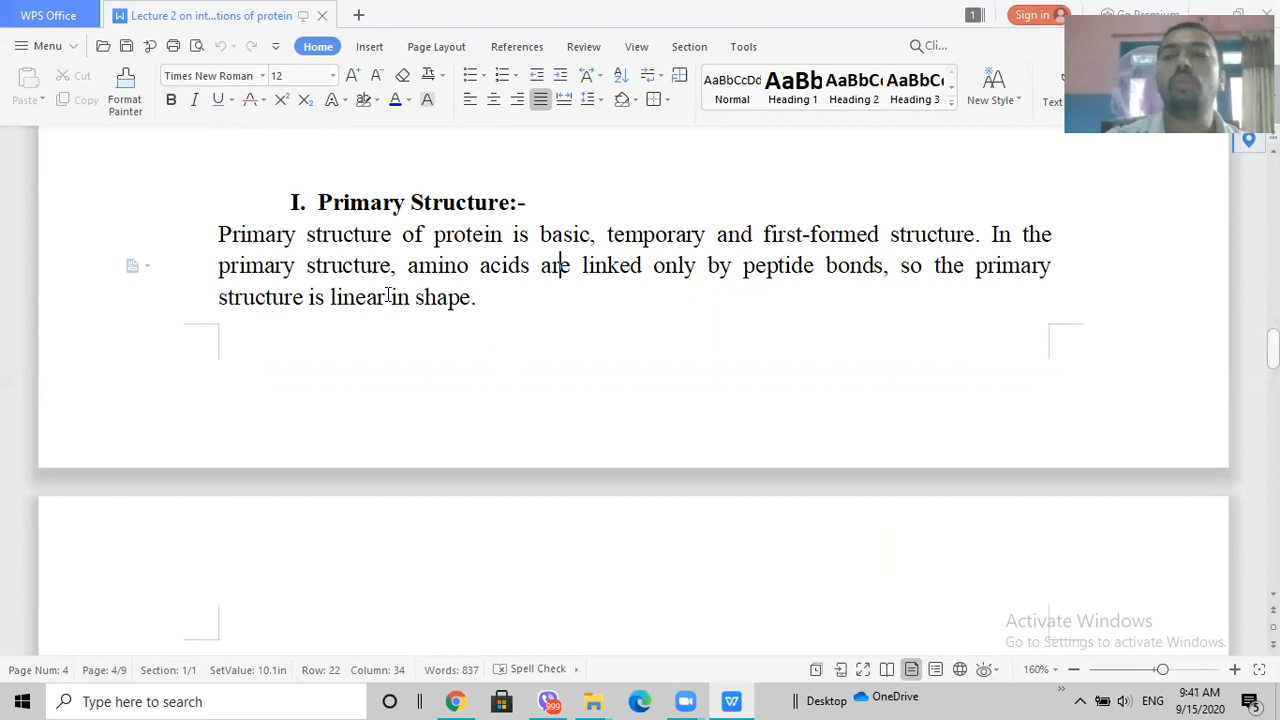 WPS Office
Lecture 2 on int...tions of protein
1
Sign in
Go Premium
Menu
Home
Insert
Page Layout
References
Review
View
Section
Tools
Cli...
Paste
Cut
Copy
Format
Painter
Times New Roman
12
AaBbCcDd
Normal
AaBb
Heading 1
AaBbC
Heading 2
AaBbC
Heading 3
New Style
Text
I. Primary Structure:-
Primary structure of protein is basic, temporary and first-formed structure. In the
primary structure, amino acids are linked only by peptide bonds, so the primary
structure is linear in shape.
Activate Windows
Go to Settings to activate Windows.
Page Num: 4
Page: 4/9
Section: 1/1
SetValue: 10.1in
Row: 22
Column: 34
Words: 837
Spell Check
160%
Type here to search
999
Desktop
OneDrive
ENG
9:41 AM
9/15/2020
5